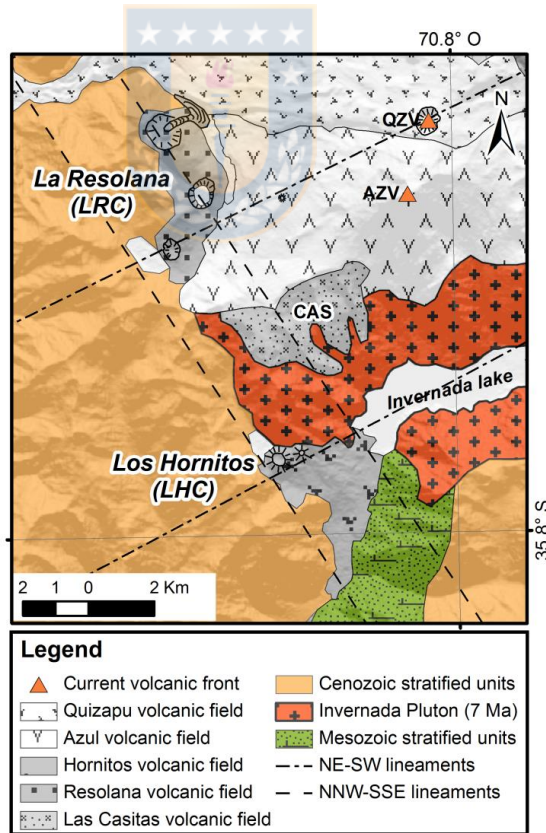 70.8° O
QZV
N
La Resolana
(LRC)
AZV
CAS
Invernada lake
Los Hornitos
(LHC)
35.8° S
2 1 0 2 Km
Legend
Current volcanic front
Quizapu volcanic field
Azul volcanic field
Hornitos volcanic field
Resolana volcanic field
Las Casitas volcanic field
Cenozoic stratified units
Invernada Pluton (7 Ma)
Mesozoic stratified units
NE-SW lineaments
NNW-SSE lineaments